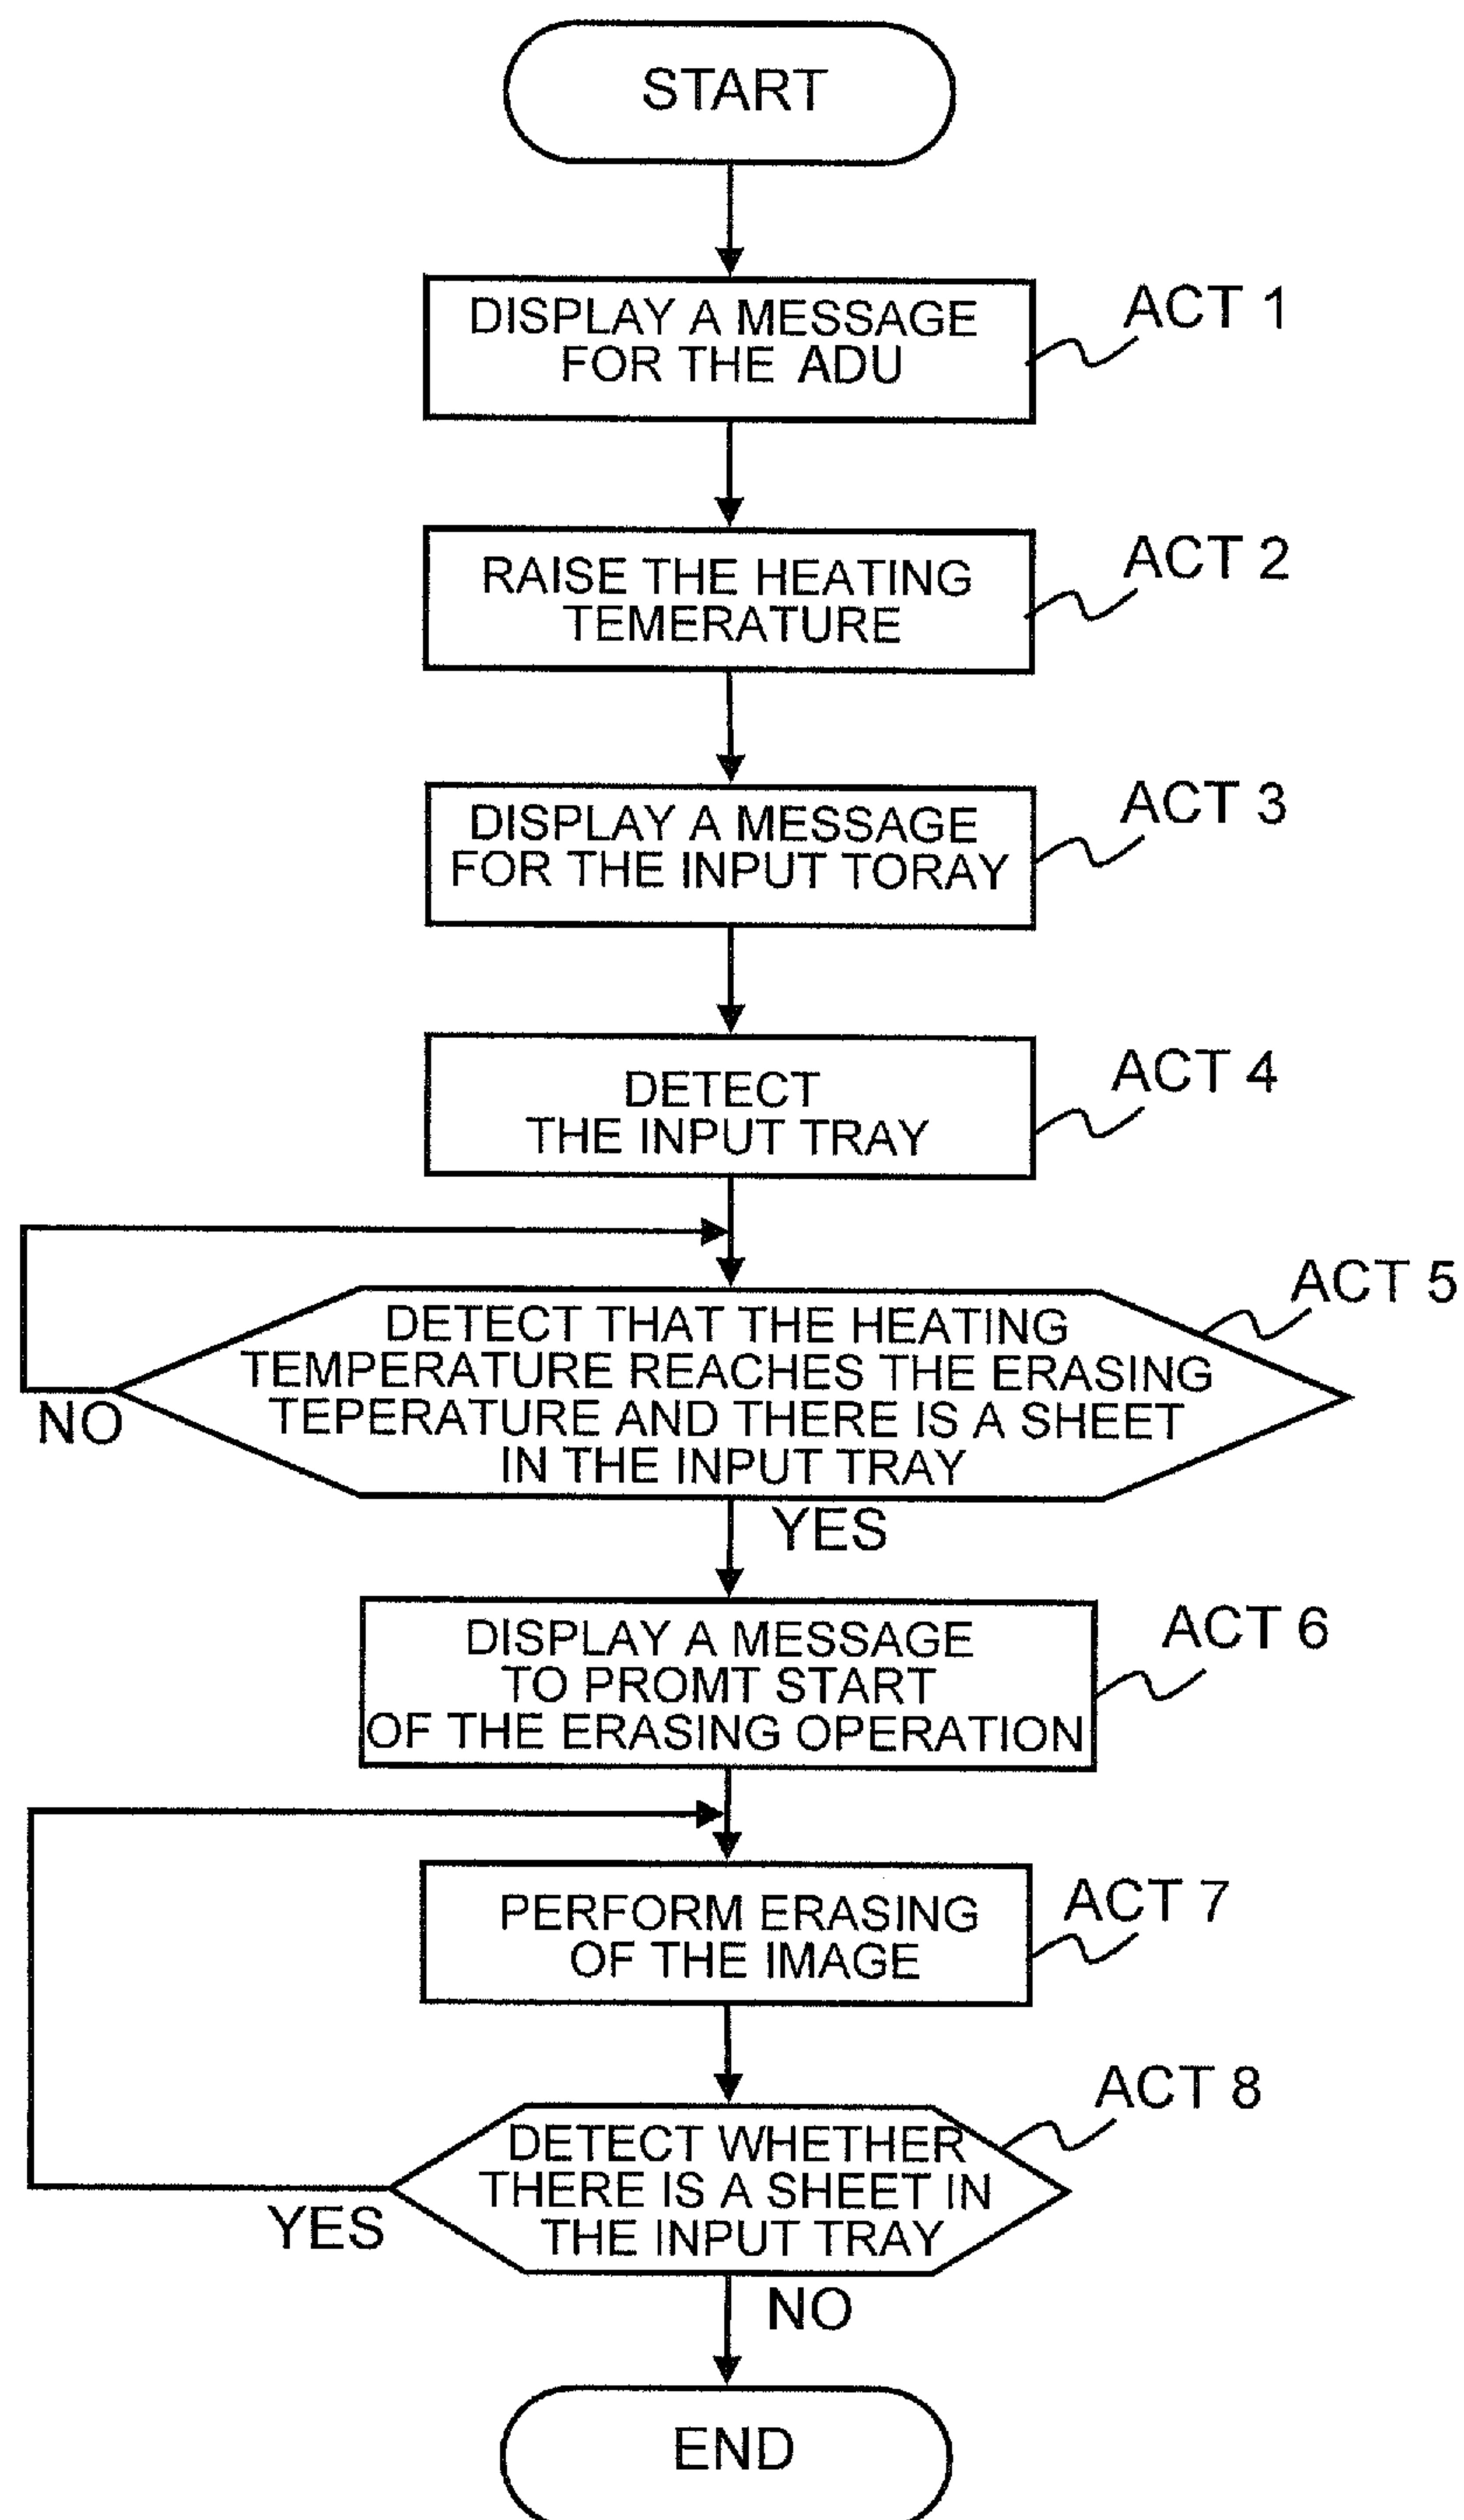 START
DISPLAY A MESSAGE
FOR THE ADU
ACT 1
RAISE THE HEATING
TEMERATURE
ACT 2
DISPLAY A MESSAGE
FOR THE INPUT TORAY
ACT 3
DETECT
THE INPUT TRAY
ACT 4
DETECT THAT THE HEATING
TEMPERATURE REACHES THE ERASING
TEPERATURE AND THERE IS A SHEET
IN THE INPUT TRAY
ACT 5
NO
YES
DISPLAY A MESSAGE
TO PROMT START
OF THE ERASING OPERATION
ACT 6
PERFORM ERASING
OF THE IMAGE
ACT 7
DETECT WHETHER
THERE IS A SHEET IN
THE INPUT TRAY
ACT 8
YES
NO
END